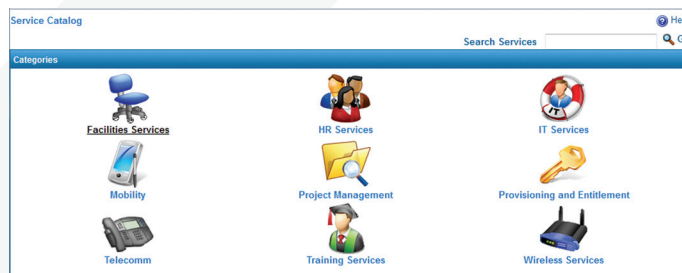 Service Catalog
He
Search Services
G
Categories
Facilities Services
HR Services
IT Services
IT
Mobility
Project Management
Provisioning and Entitlement
Telecomm
Training Services
Wireless Services